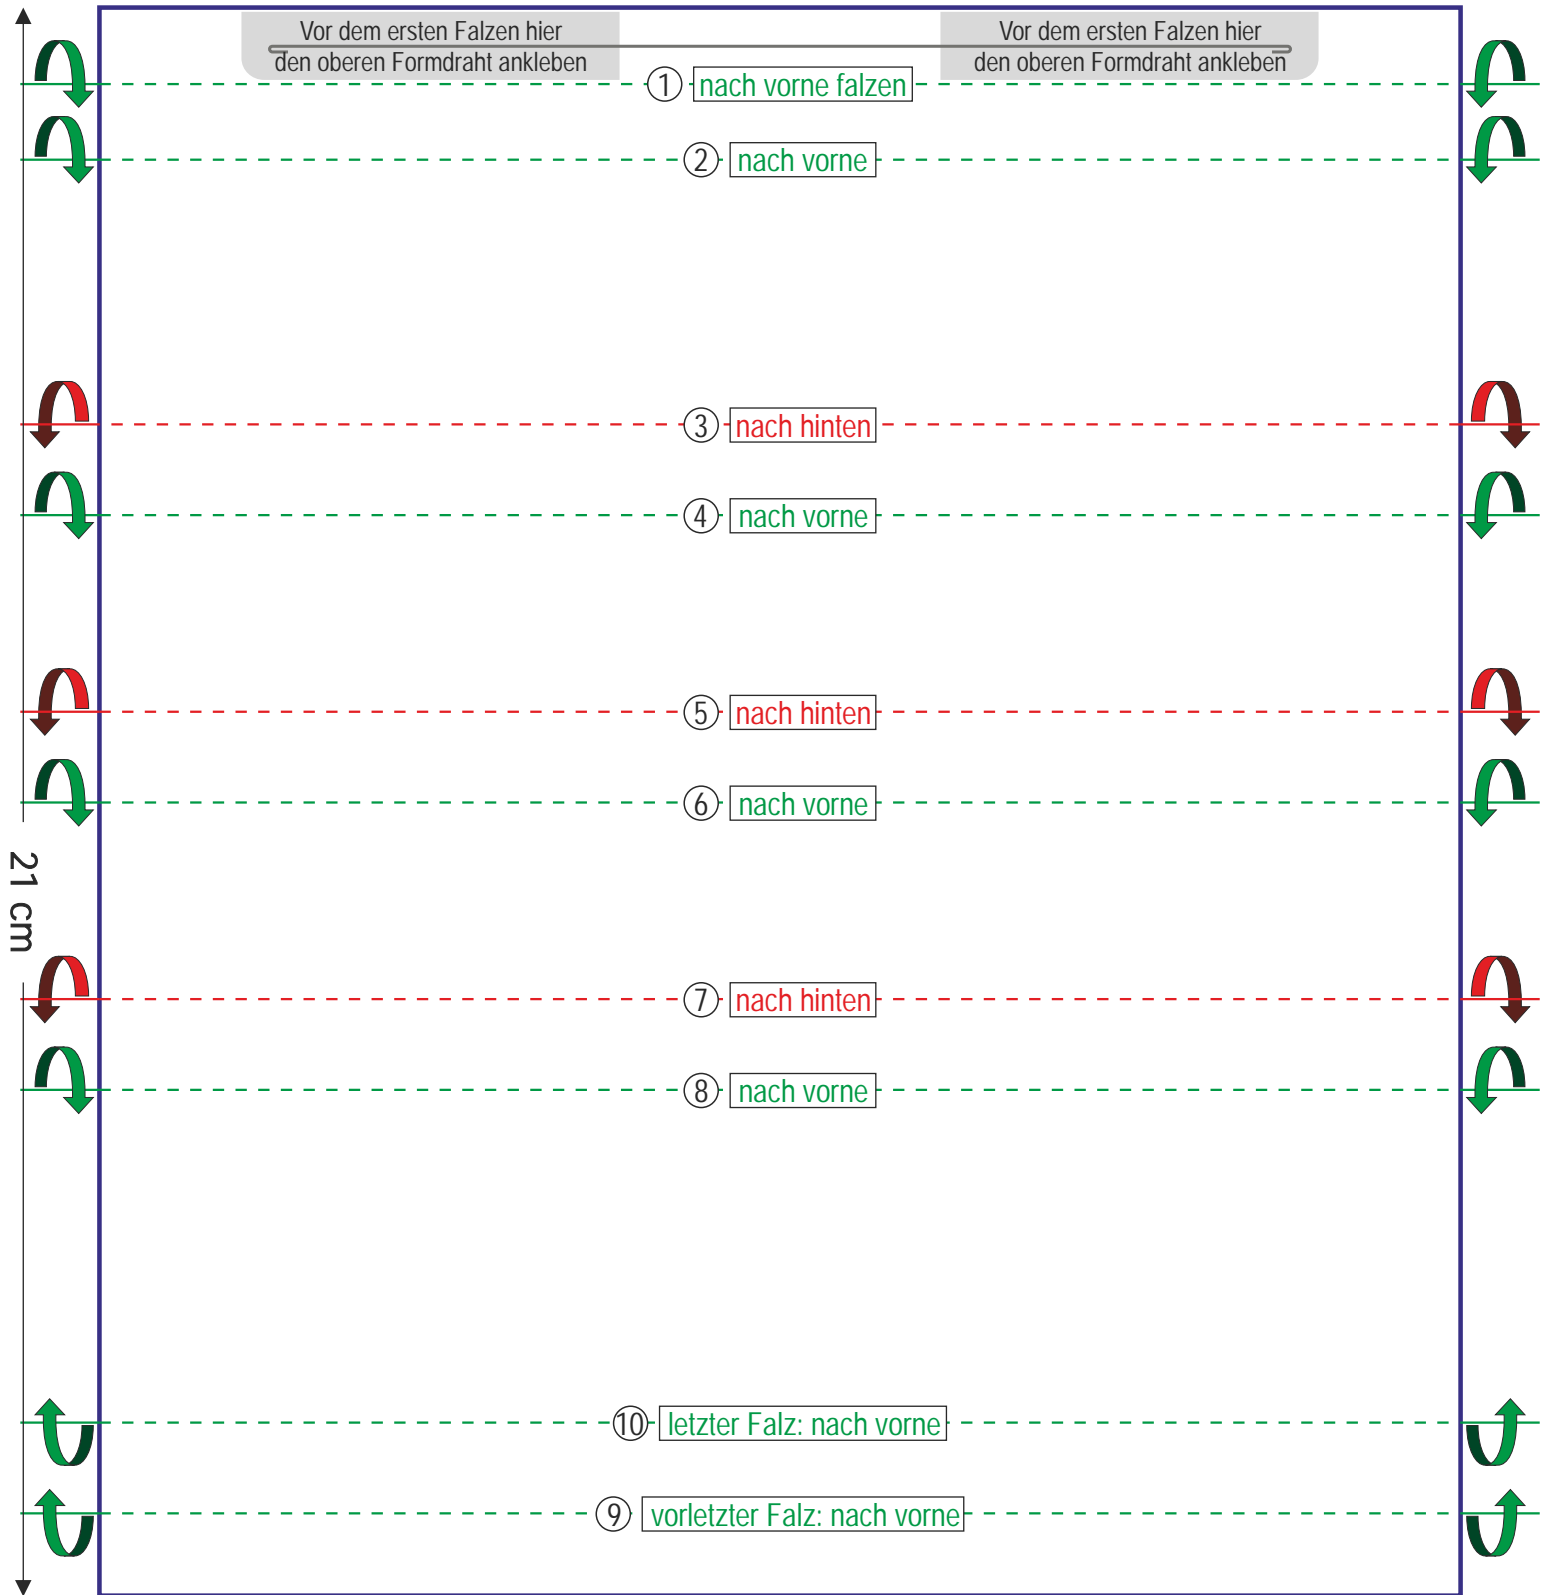 Vor dem ersten Falzen hier
den oberen Formdraht ankleben
Vor dem ersten Falzen hier
den oberen Formdraht ankleben
1 nach vorne falzen
2 nach vorne
3 nach hinten
4 nach vorne
5 nach hinten
6 nach vorne
21 cm
7 nach hinten
8 nach vorne
10 letzter Falz: nach vorne
9 vorletzter Falz: nach vorne